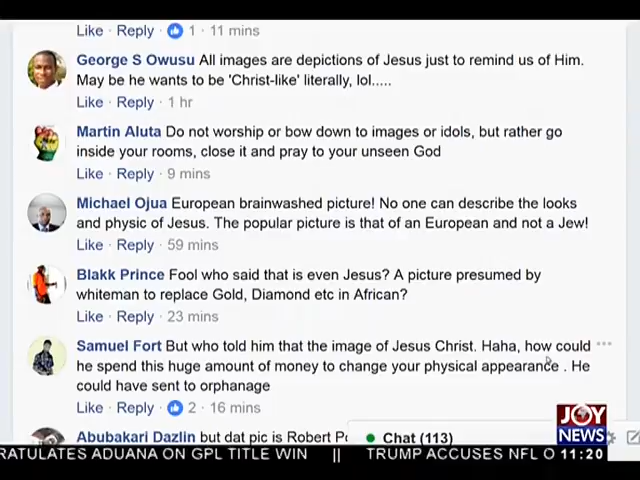 Like · Reply · 1 · 11 mins
George S Owusu All images are depictions of Jesus just to remind us of Him.
May be he wants to be 'Christ-like' literally, lol.....
Like · Reply · 1 hr
Martin Aluta Do not worship or bow down to images or idols, but rather go
inside your rooms, close it and pray to your unseen God
Like · Reply · 9 mins
Michael Ojua European brainwashed picture! No one can describe the looks
and physic of Jesus. The popular picture is that of an European and not a Jew!
Like · Reply · 59 mins
Blakk Prince Fool who said that is even Jesus? A picture presumed by
whiteman to replace Gold, Diamond etc in African?
Like · Reply · 23 mins
Samuel Fort But who told him that the image of Jesus Christ. Haha, how could
he spend this huge amount of money to change your physical appearance . He
could have sent to orphanage
Like · Reply · 2 · 16 mins
Abubakari Dazlin but dat pic is Robert
Chat (113)
JOY
NEWS
RATULATES ADUANA ON GPL TITLE WIN || TRUMP ACCUSES NFL O 11:20